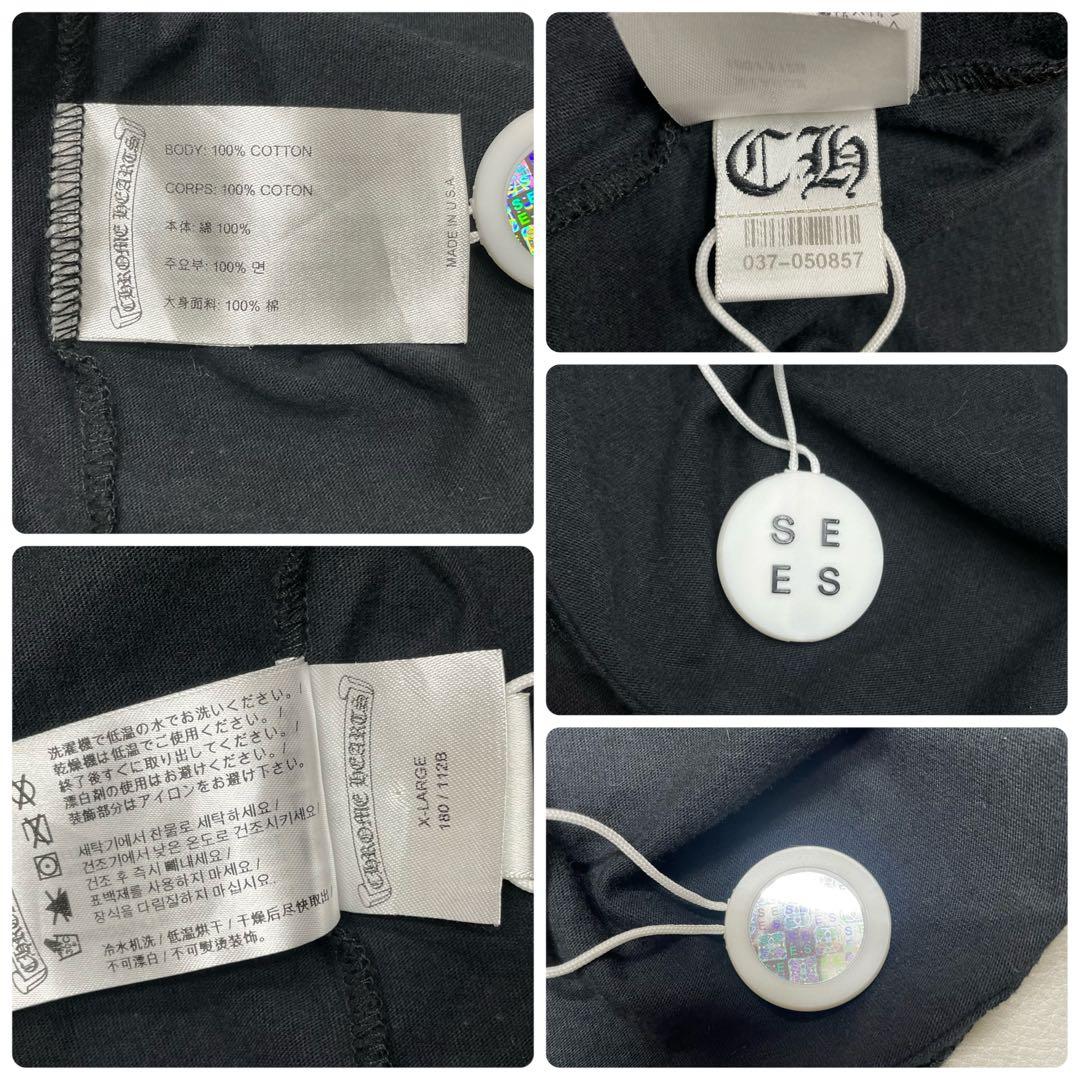 CHROME HEARTS
BODY: 100% COTTON
CORPS: 100% COTON
本体: 綿 100%
주요부: 100% 면
大身面料: 100% 棉
MADE IN U.S.A
SE
CH
037-050857
S E
E S
洗濯機で低温の水でお洗いください。/
乾燥機は低温でご使用ください。/
終了後すぐに取り出してください。/
漂白剤の使用はお避けください。/
装飾部分はアイロンをお避け下さい。
세탁기에서 찬물로 세탁하세요/
건조기에서 낮은 온도로 건조시키세요/
건조 후 즉시 빼내세요/
표백재를 사용하지 마세요/
장식을 다림질하지 마십시요.
冷水机洗/低温烘干/干燥后尽快取出/
不可漂白/不可熨烫装饰。
CHROME HEARTS
X-LARGE
180/112B
SE
ES